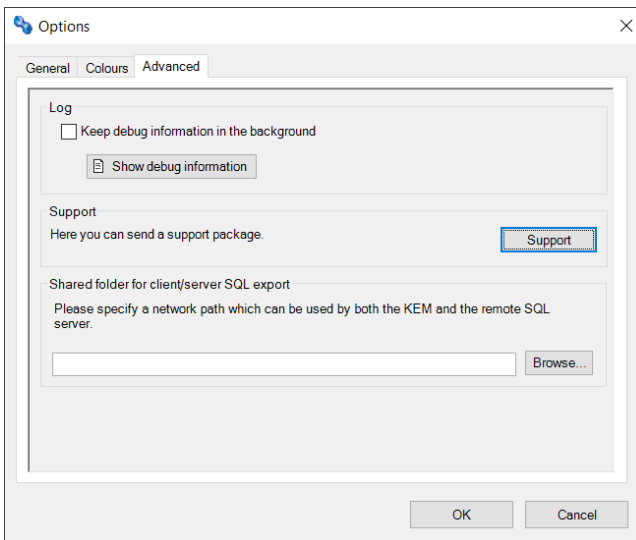 Options
General Colours Advanced
Log
Keep debug information in the background
Show debug information
Support
Here you can send a support package.
Support
Shared folder for client/server SQL export
Please specify a network path which can be used by both the KEM and the remote SQL
server.
Browse...
OK Cancel